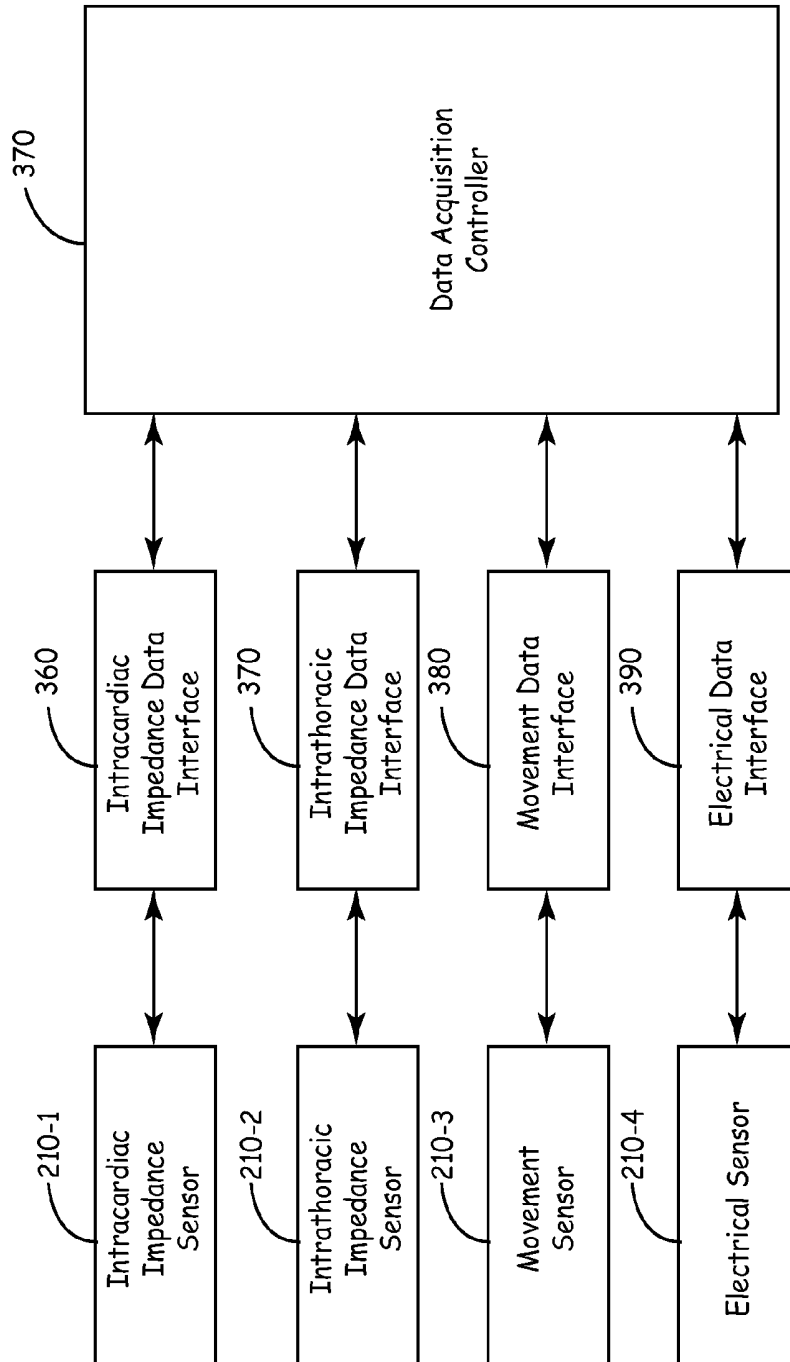 370
Data Acquisition
Controller
360
Intracardiac
Impedance Data
Interface
370
Intrathoracic
Impedance Data
Interface
380
Movement Data
Interface
390
Electrical Data
Interface
210-1
Intracardiac
Impedance
Sensor
210-2
Intrathoracic
Impedance
Sensor
210-3
Movement
Sensor
210-4
Electrical Sensor